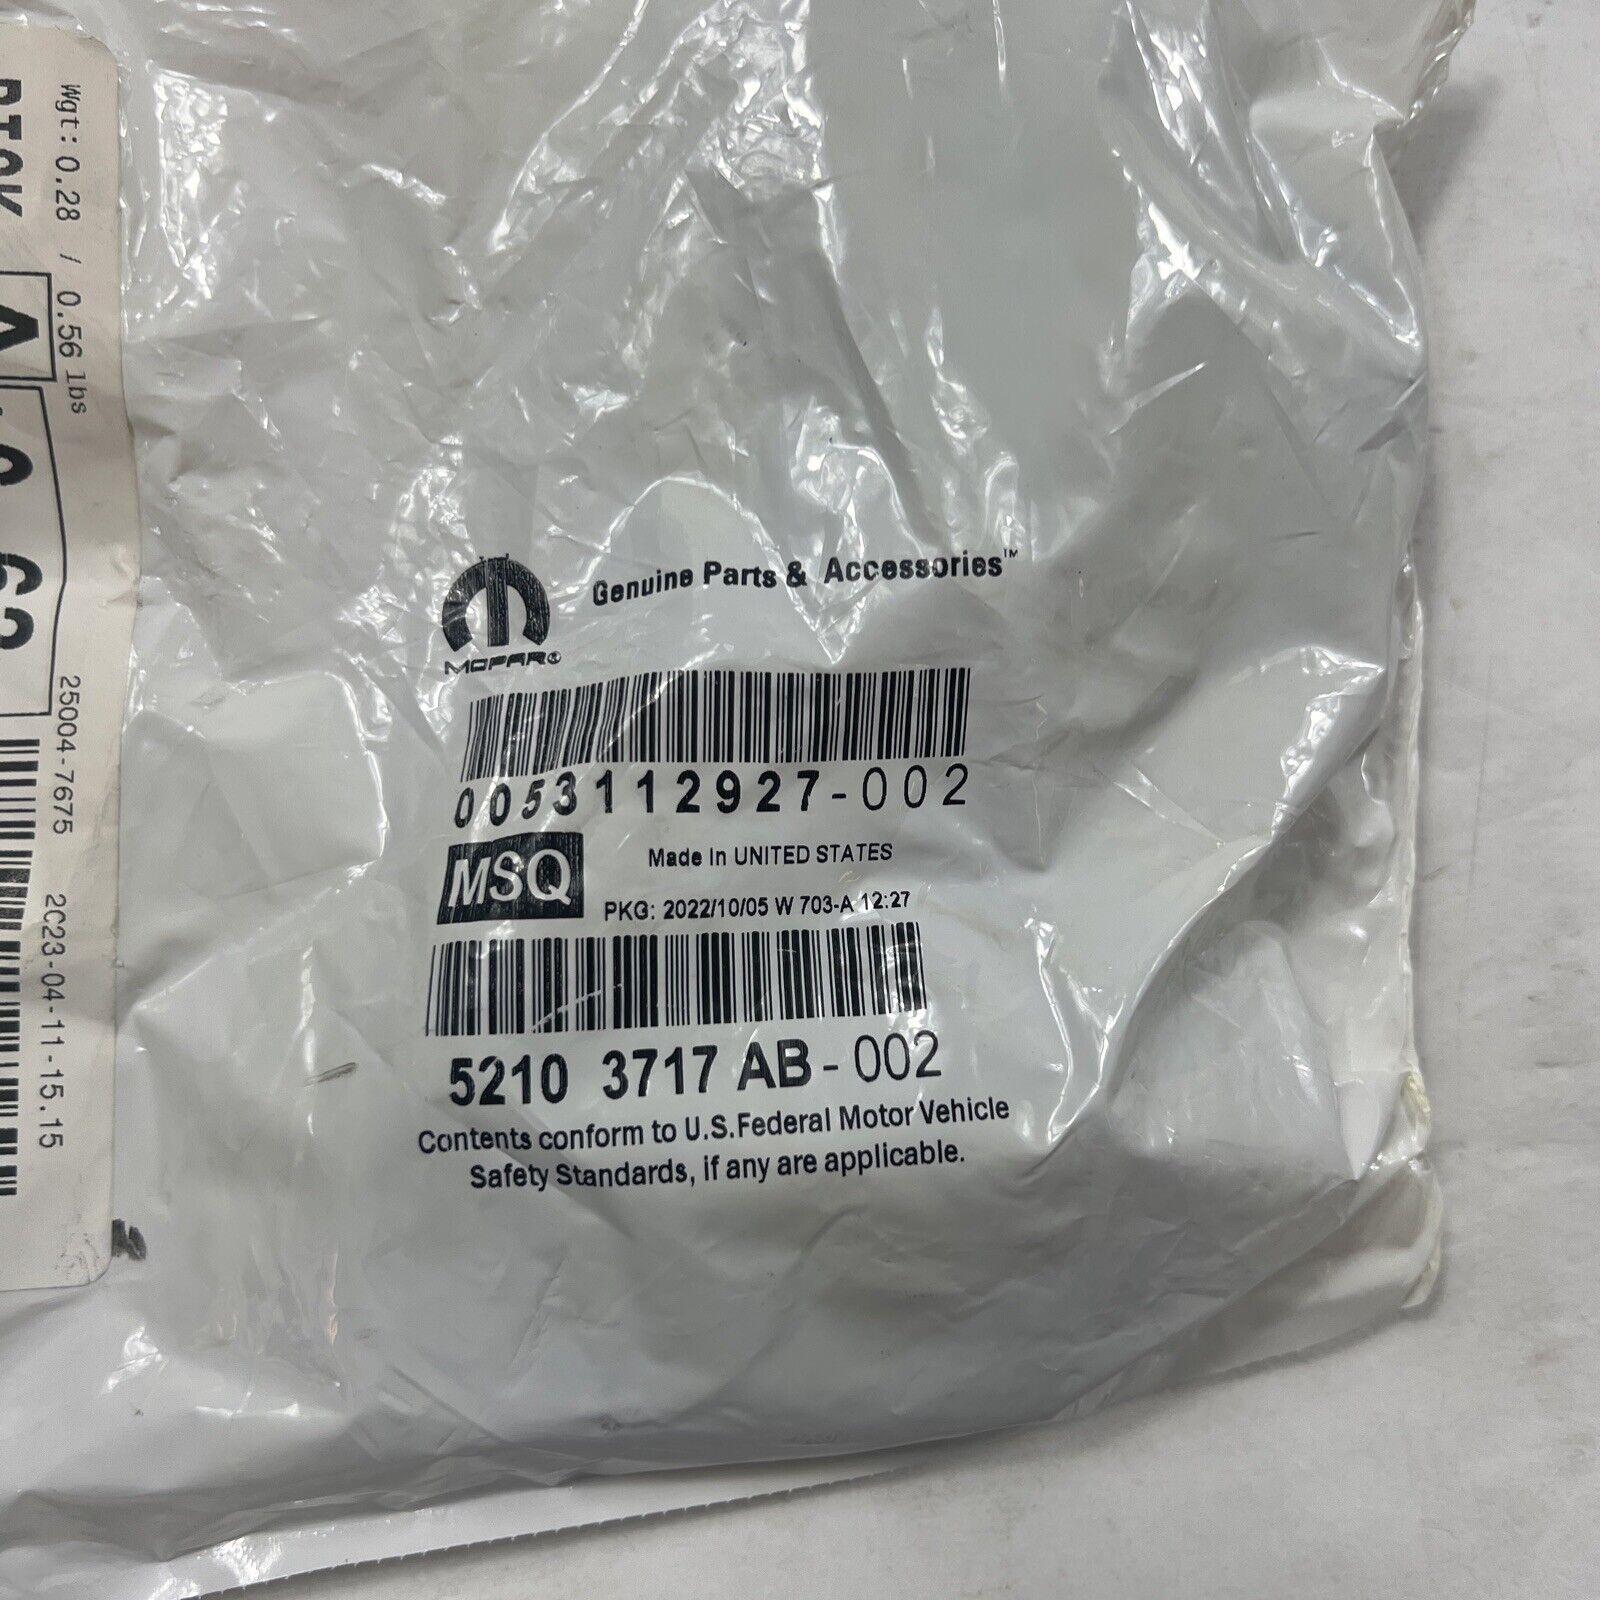 Wgt: 0.28 / 0.56 lbs
25004-7675 2C23-04-11-15.15
MOPAR®
Genuine Parts & Accessories™
0053112927-002
MSQ
Made In UNITED STATES
PKG: 2022/10/05 W 703-A 12:27
5210 3717 AB-002
Contents conform to U.S.Federal Motor Vehicle
Safety Standards, if any are applicable.